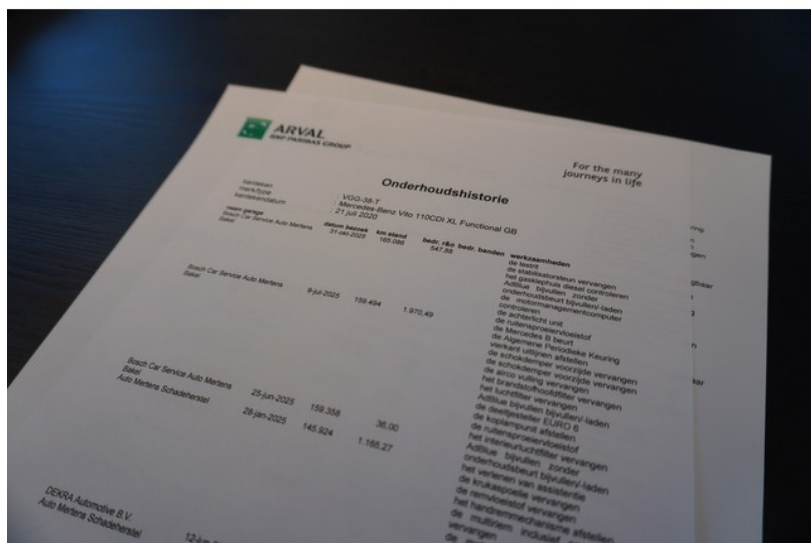 ARVAL
BNP PARIBAS GROUP
For the many
journeys in life
Onderhoudshistorie
kenteken : VGG-38-T
merk/type : Mercedes-Benz Vito 110CDI XL Functional GB
kentekendatum : 21 juli 2020
naam garage datum bezoek km stand bedr. r&o bedr. banden werkzaamheden
Bosch Car Service Auto Mertens 31-okt-2025 165.088 547,88 de testrit
Bakel de stabilisatorsteun vervangen
het gasklephuis diesel controleren
AdBlue bijvullen zonder
onderhoudsbeurt bijvullen/-laden
de motormanagementcomputer
controleren
de achterlicht unit
de ruitensproeiervloeistof
Bosch Car Service Auto Mertens 9-jul-2025 159.494 1.970,49 de Mercedes B beurt
Bakel de Algemene Periodieke Keuring
vierkant uitlijnen afstellen
de schokdemper voorzijde vervangen
de schokdemper voorzijde vervangen
de airco vulling vervangen
het brandstofhoofdfilter vervangen
het luchtfilter vervangen
AdBlue bijvullen bijvullen/-laden
de deeltjesteller EURO 6
de koplampunit afstellen
de ruitensproeiervloeistof
het interieurluchtfilter vervangen
Bosch Car Service Auto Mertens 25-jun-2025 159.358 36,00 AdBlue bijvullen zonder
Bakel onderhoudsbeurt bijvullen/-laden
Auto Mertens Schadeherstel 28-jan-2025 145.924 1.165,27 het verlenen van assistentie
de krukaspoelie vervangen
de remvloeistof vervangen
het handremmechanisme afstellen
de multiriem inclusief
vervangen
DEKRA Automotive B.V.
Auto Mertens Schadeherstel